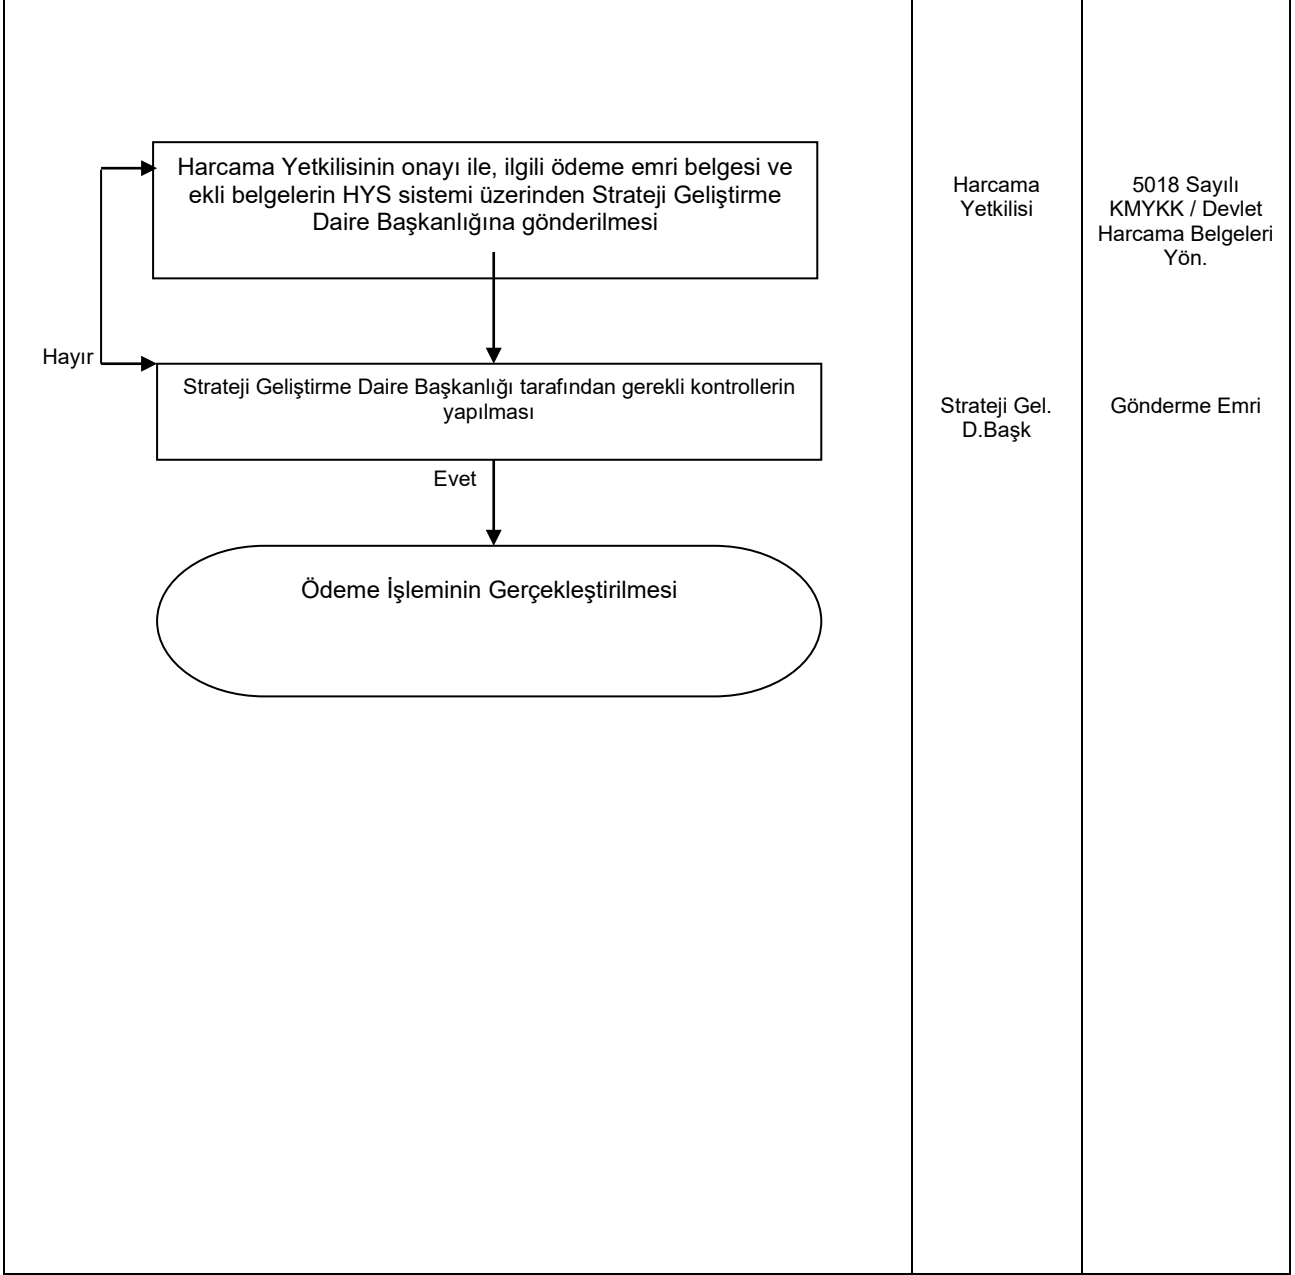 Harcama Yetkilisinin onayı ile, ilgili ödeme emri belgesi ve
ekli belgelerin HYS sistemi üzerinden Strateji Geliştirme
Daire Başkanlığına gönderilmesi
Harcama
Yetkilisi
5018 Sayılı
KMYKK / Devlet
Harcama Belgeleri
Yön.
Hayır
Strateji Geliştirme Daire Başkanlığı tarafından gerekli kontrollerin
yapılması
Strateji Gel.
D.Başk
Gönderme Emri
Evet
Ödeme İşleminin Gerçekleştirilmesi